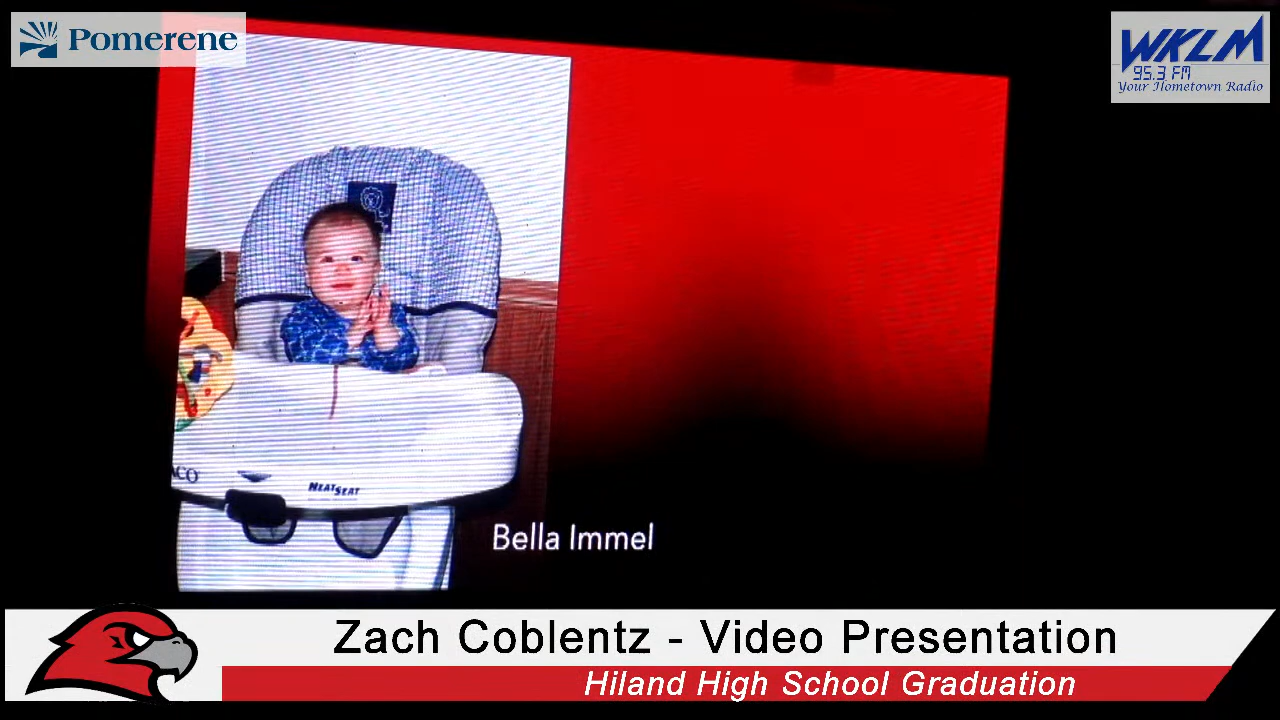 Pomerene
WKLM
95.3 FM
Your Hometown Radio
ACO
NEATSEAT
Bella Immel
Zach Coblentz - Video Presentation
Hiland High School Graduation